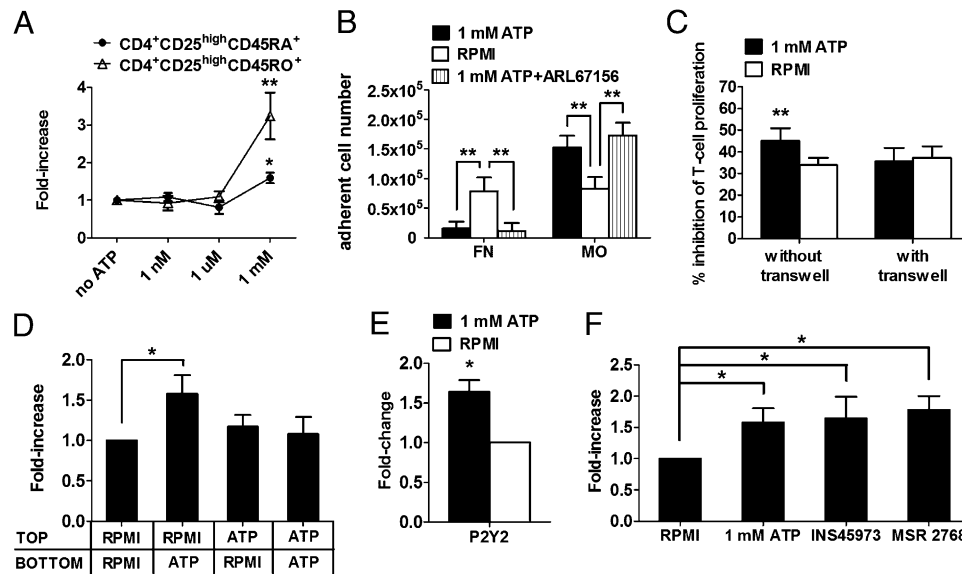 A
CD4+CD25highCD45RA+
CD4+CD25highCD45RO+
Fold-increase
4
3
2
1
0
**
*
no ATP
1 nM
1 uM
1 mM
B
1 mM ATP
RPMI
1 mM ATP+ARL67156
adherent cell number
2.5x10⁵
2.0x10⁵
1.5x10⁵
1.0x10⁵
0.5x10⁵
0
** **
** **
FN MO
C
1 mM ATP
RPMI
% inhibition of T-cell proliferation
70
60
50
40
30
20
10
0
**
without transwell
with transwell
D
Fold-increase
2.0
1.5
1.0
0.5
0.0
*
TOP RPMI RPMI ATP ATP
BOTTOM RPMI ATP RPMI ATP
E
1 mM ATP
RPMI
Fold-change
2.0
1.5
1.0
0.5
0.0
*
P2Y2
F
Fold-increase
2.5
2.0
1.5
1.0
0.5
0.0
*
*
*
RPMI 1 mM ATP INS45973 MSR 2768